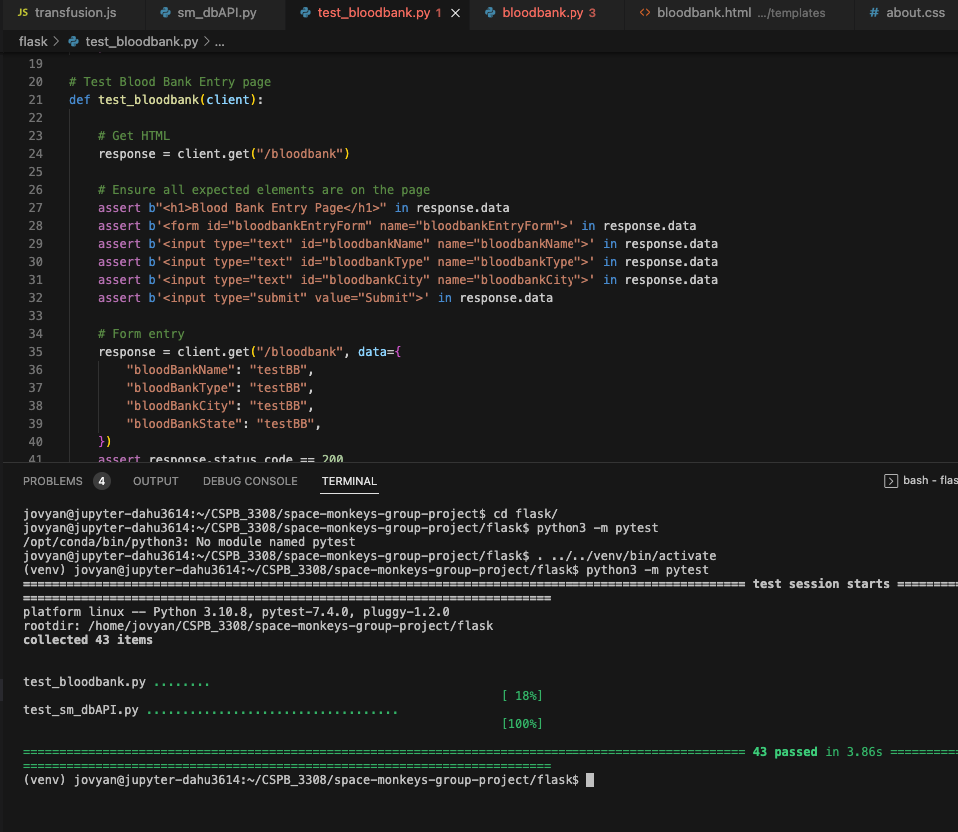 JS transfusion.js sm_dbAPI.py test_bloodbank.py 1 × bloodbank.py 3 <> bloodbank.html .../templates # about.css
flask > test_bloodbank.py > ...
19
20 # Test Blood Bank Entry page
21 def test_bloodbank(client):
22
23 # Get HTML
24 response = client.get("/bloodbank")
25
26 # Ensure all expected elements are on the page
27 assert b"<h1>Blood Bank Entry Page</h1>" in response.data
28 assert b'<form id="bloodbankEntryForm" name="bloodbankEntryForm">' in response.data
29 assert b'<input type="text" id="bloodbankName" name="bloodbankName">' in response.data
30 assert b'<input type="text" id="bloodbankType" name="bloodbankType">' in response.data
31 assert b'<input type="text" id="bloodbankCity" name="bloodbankCity">' in response.data
32 assert b'<input type="submit" value="Submit">' in response.data
33
34 # Form entry
35 response = client.get("/bloodbank", data={
36 "bloodBankName": "testBB",
37 "bloodBankType": "testBB",
38 "bloodBankCity": "testBB",
39 "bloodBankState": "testBB",
40 })
41 assert response.status_code == 200
PROBLEMS 4 OUTPUT DEBUG CONSOLE TERMINAL bash - flas
jovyan@jupyter-dahu3614:~/CSPB_3308/space-monkeys-group-project$ cd flask/
jovyan@jupyter-dahu3614:~/CSPB_3308/space-monkeys-group-project/flask$ python3 -m pytest
/opt/conda/bin/python3: No module named pytest
jovyan@jupyter-dahu3614:~/CSPB_3308/space-monkeys-group-project/flask$ . ../../venv/bin/activate
(venv) jovyan@jupyter-dahu3614:~/CSPB_3308/space-monkeys-group-project/flask$ python3 -m pytest
==================================================================================================== test session starts =========
=========================================================================
platform linux -- Python 3.10.8, pytest-7.4.0, pluggy-1.2.0
rootdir: /home/jovyan/CSPB_3308/space-monkeys-group-project/flask
collected 43 items
test_bloodbank.py ........
[ 18%]
test_sm_dbAPI.py ...................................
[100%]
==================================================================================================== 43 passed in 3.86s ==========
=========================================================================
(venv) jovyan@jupyter-dahu3614:~/CSPB_3308/space-monkeys-group-project/flask$